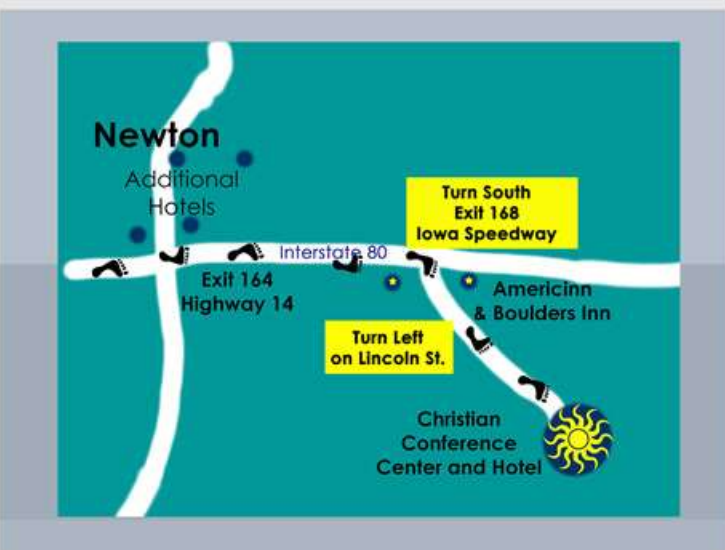 Newton
Additional
Hotels
Turn South
Exit 168
Iowa Speedway
Interstate 80
Exit 164
Highway 14
Americinn
& Boulders Inn
Turn Left
on Lincoln St.
Christian
Conference
Center and Hotel